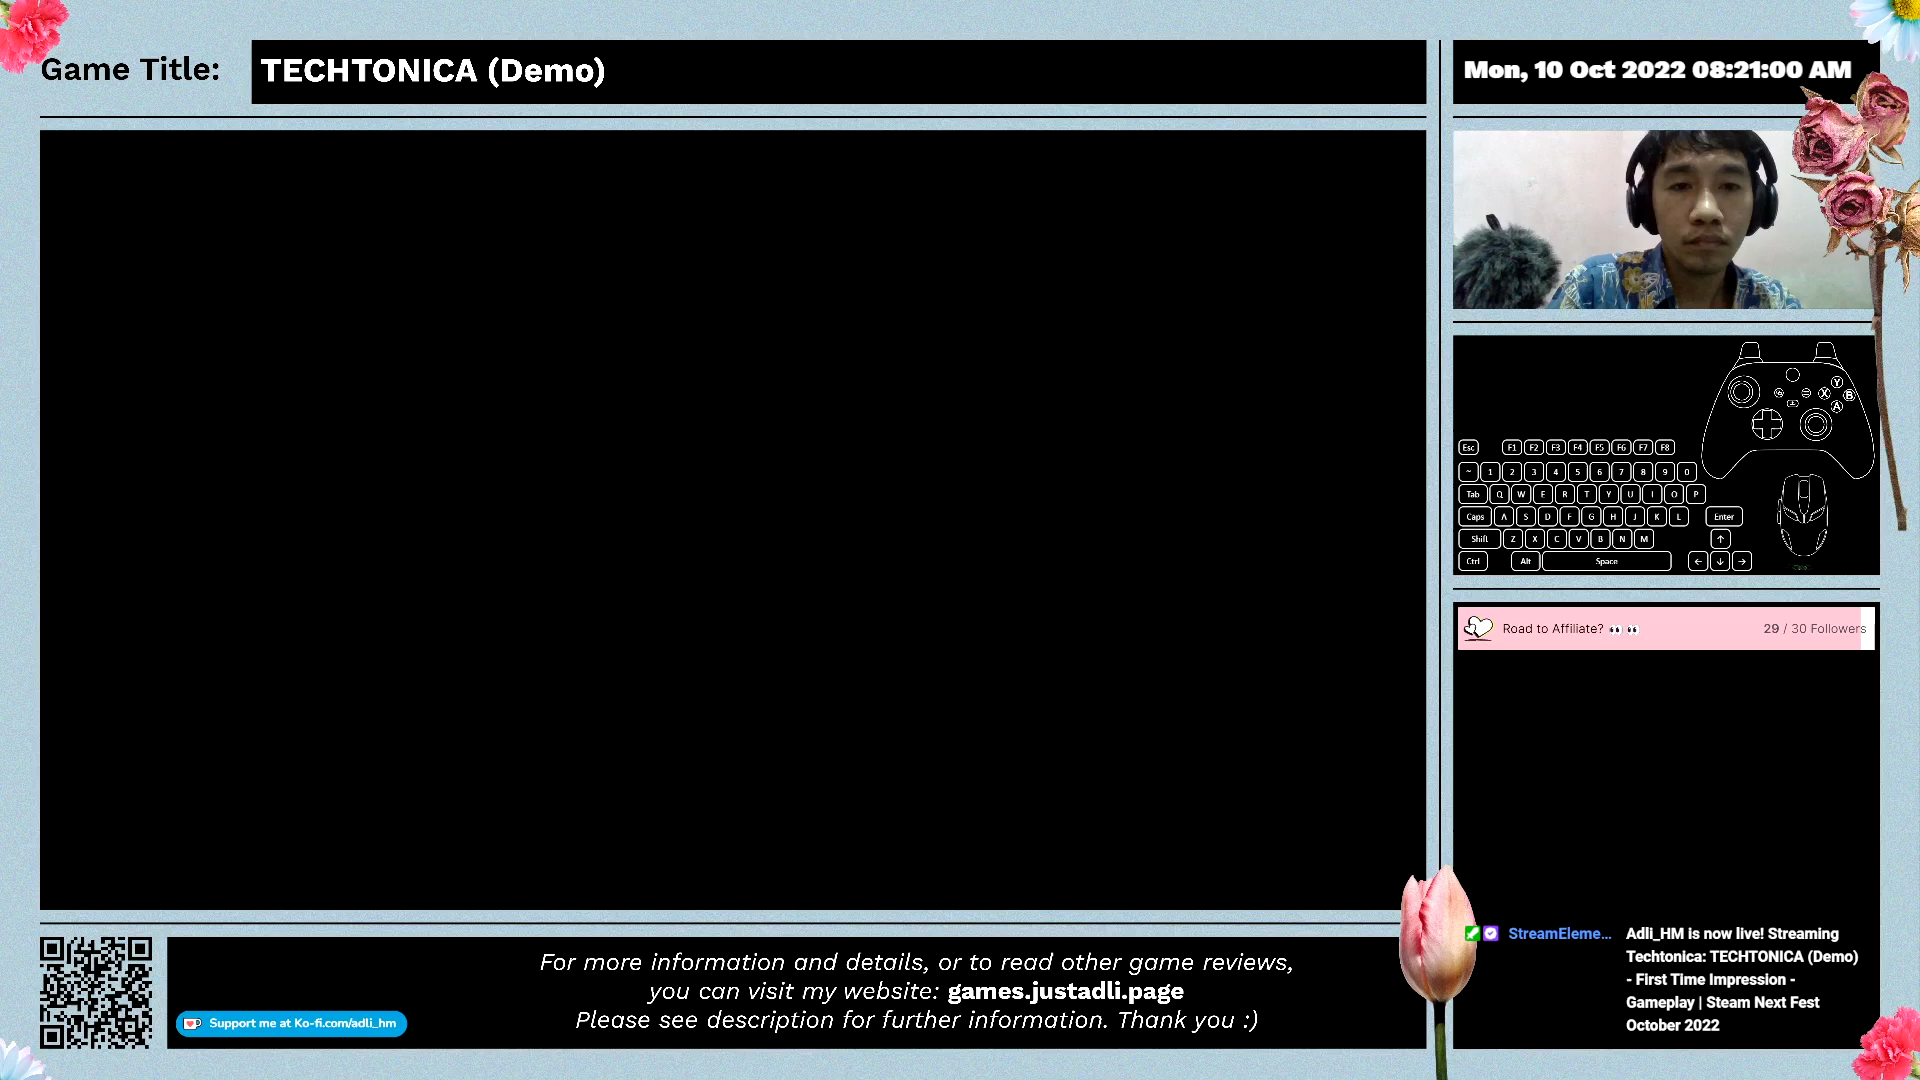 Game Title:
TECHTONICA (Demo)
Mon, 10 Oct 2022 08:21:00 AM
Y
X B
A
Esc F1 F2 F3 F4 F5 F6 F7 F8
~ 1 2 3 4 5 6 7 8 9 0
Tab Q W E R T Y U I O P
Caps A S D F G H J K L Enter
Shift Z X C V B N M ↑
Ctrl Alt Space ← ↓ →
Road to Affiliate? 👀 👀 29 / 30 Followers
StreamEleme... Adli_HM is now live! Streaming
Techtonica: TECHTONICA (Demo)
- First Time Impression -
Gameplay | Steam Next Fest
October 2022
For more information and details, or to read other game reviews,
you can visit my website: games.justadli.page
Please see description for further information. Thank you :)
Support me at Ko-fi.com/adli_hm